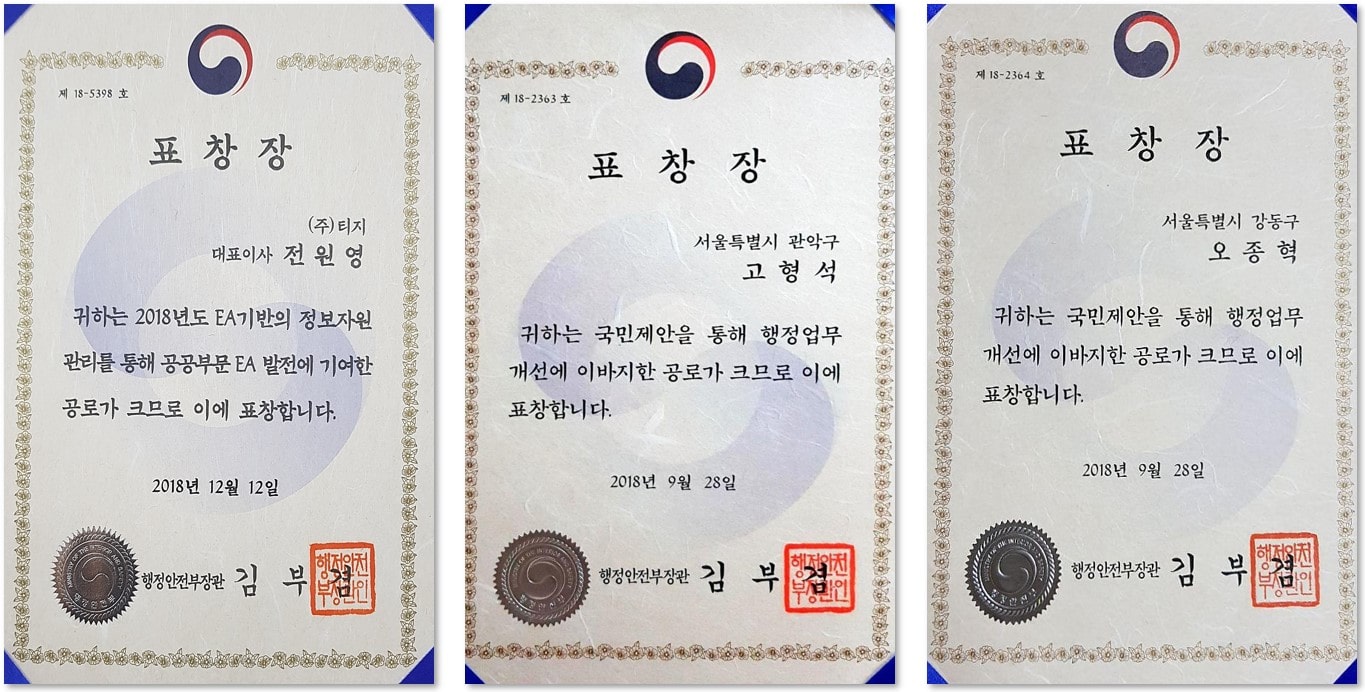 제 18-5398 호
표 창 장
(주)티지
대표이사 전 원 영
귀하는 2018년도 EA기반의 정보자원
관리를 통해 공공부문 EA 발전에 기여한
공로가 크므로 이에 표창합니다.
2018년 12월 12일
행정안전부장관 김 부 겸
행정안전
부장관인
제 18-2363 호
표 창 장
서울특별시 관악구
고 형 석
귀하는 국민제안을 통해 행정업무
개선에 이바지한 공로가 크므로 이에
표창합니다.
2018년 9월 28일
행정안전부장관 김 부 겸
행정안전
부장관인
제 18-2364 호
표 창 장
서울특별시 강동구
오 종 혁
귀하는 국민제안을 통해 행정업무
개선에 이바지한 공로가 크므로 이에
표창합니다.
2018년 9월 28일
행정안전부장관 김 부 겸
행정안전
부장관인